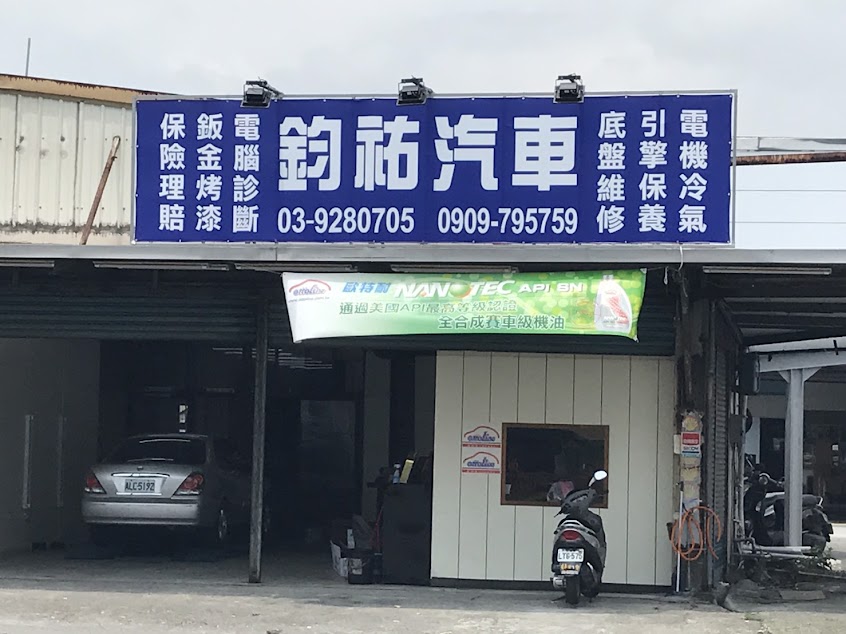 保險理賠
鈑金烤漆
電腦診斷
鈞祐汽車
03-9280705 0909-795759
底盤維修
引擎保養
電機冷氣
歐特耐 NANOTEC API SN
通過美國API最高等級認證
全合成賽車級機油
ALC-5192
LTG-575